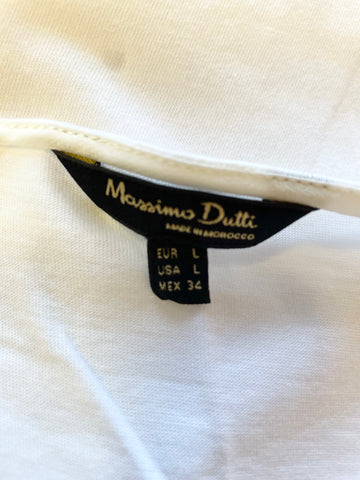 Massimo Dutti
MADE IN MOROCCO
EUR L
USA L
MEX 34